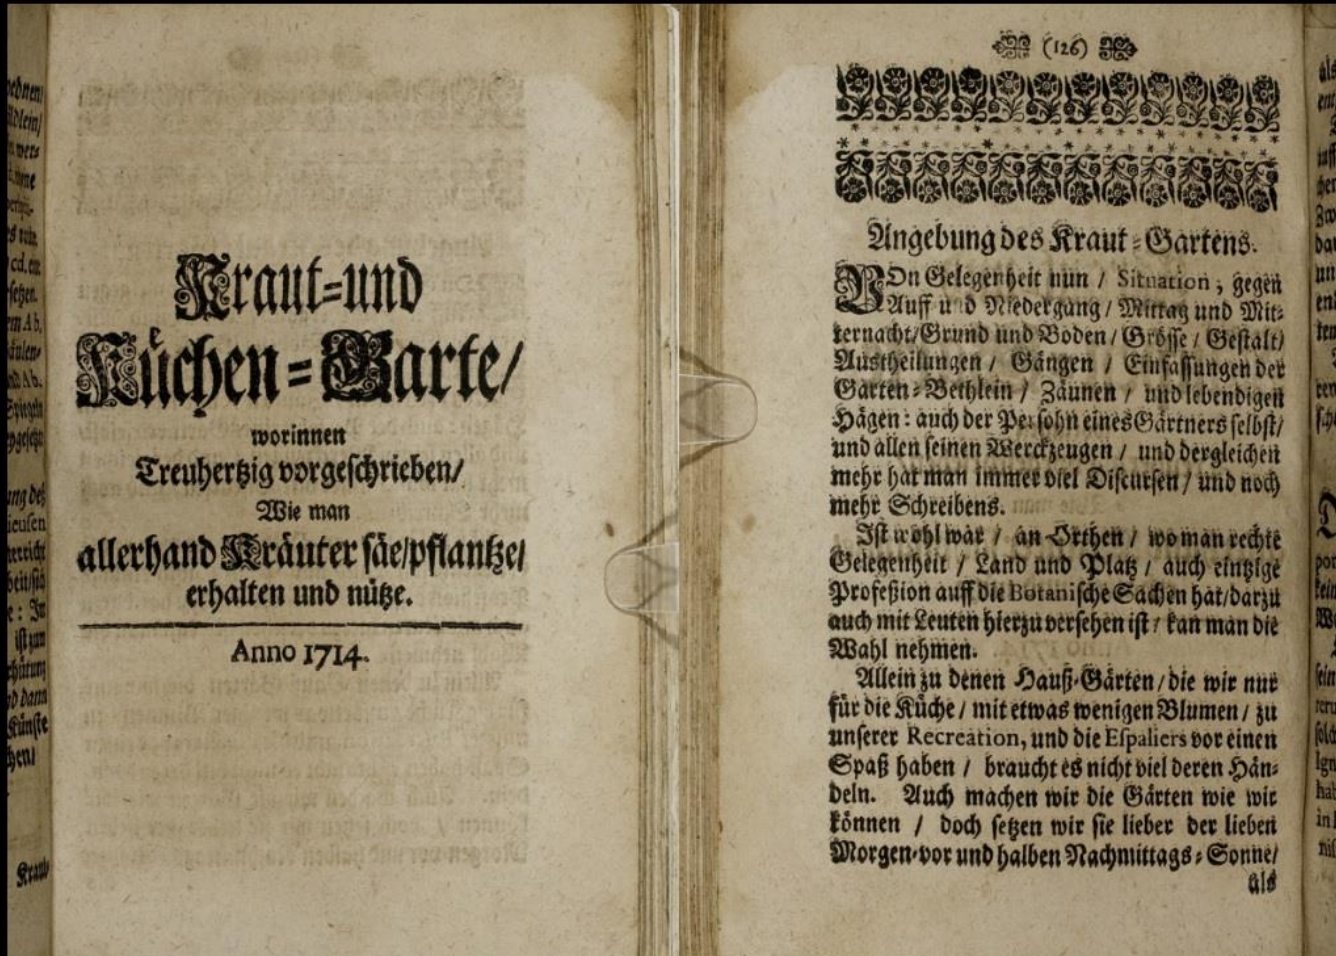 Kraut-und
Küchen-Garte/
worinnen
Treuhertzig vorgeschrieben/
Wie man
allerhand Kräuter säe/pflantze/
erhalten und nütze.
Anno 1714.
(126)
Angebung des Kraut-Gartens.
VOn Gelegenheit nun / Situation, gegen
Auff und Niedergang/ Mittag und Mit-
ternacht/Grund und Boden/ Grösse / Gestalt/
Austheilungen / Gängen / Einfassungen der
Garten-Bethlein / Zäunen / und lebendigen
Hägen: auch der Persohn eines Gärtners selbst/
und allen seinen Werckzeugen / und dergleichen
mehr hat man immer viel Discursen / und noch
mehr Schreibens.
Ist wohl war / an Orthen / wo man rechte
Gelegenheit / Land und Platz / auch eintzige
Profeßion auff die Botanische Sachen hat/darzu
auch mit Leuten hierzu versehen ist / kan man die
Wahl nehmen.
Allein zu denen Hauß-Gärten/die wir nur
für die Küche / mit etwas wenigen Blumen / zu
unserer Recreation, und die Espaliers vor einen
Spaß haben / braucht es nicht viel deren Hän-
deln. Auch machen wir die Gärten wie wir
können / doch setzen wir sie lieber der lieben
Morgen-vor und halben Nachmittags-Sonne/
als